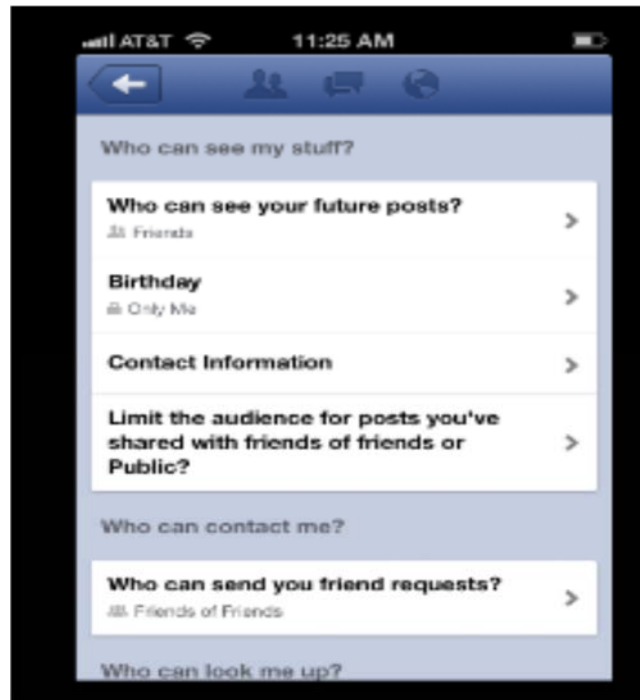 AT&T 11:25 AM
Who can see my stuff?
Who can see your future posts?
Friends
Birthday
Only Me
Contact Information
Limit the audience for posts you've
shared with friends of friends or
Public?
Who can contact me?
Who can send you friend requests?
Friends of Friends
Who can look me up?